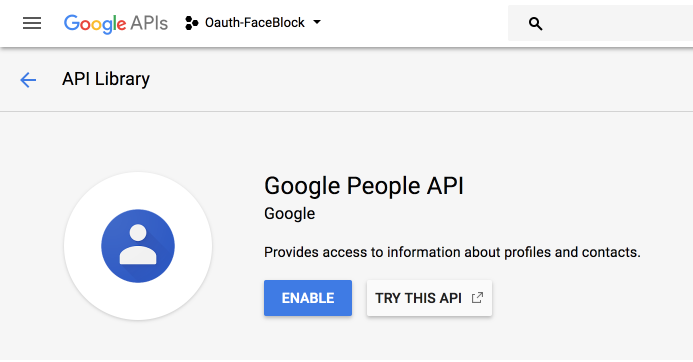 Google APIs Oauth-FaceBlock
API Library
Google People API
Google
Provides access to information about profiles and contacts.
ENABLE TRY THIS API